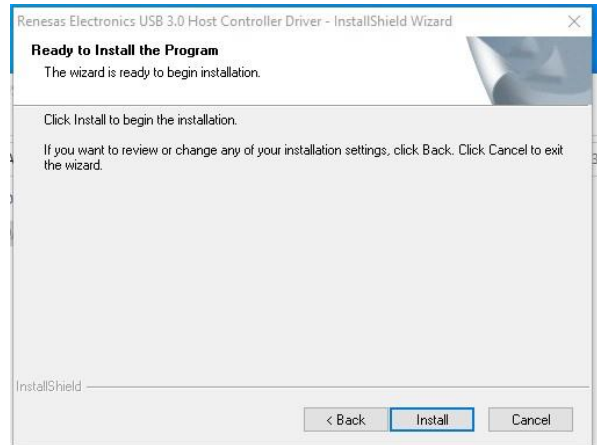 Renesas Electronics USB 3.0 Host Controller Driver - InstallShield Wizard
Ready to Install the Program
The wizard is ready to begin installation.
Click Install to begin the installation.
If you want to review or change any of your installation settings, click Back. Click Cancel to exit
the wizard.
InstallShield
< Back
Install
Cancel